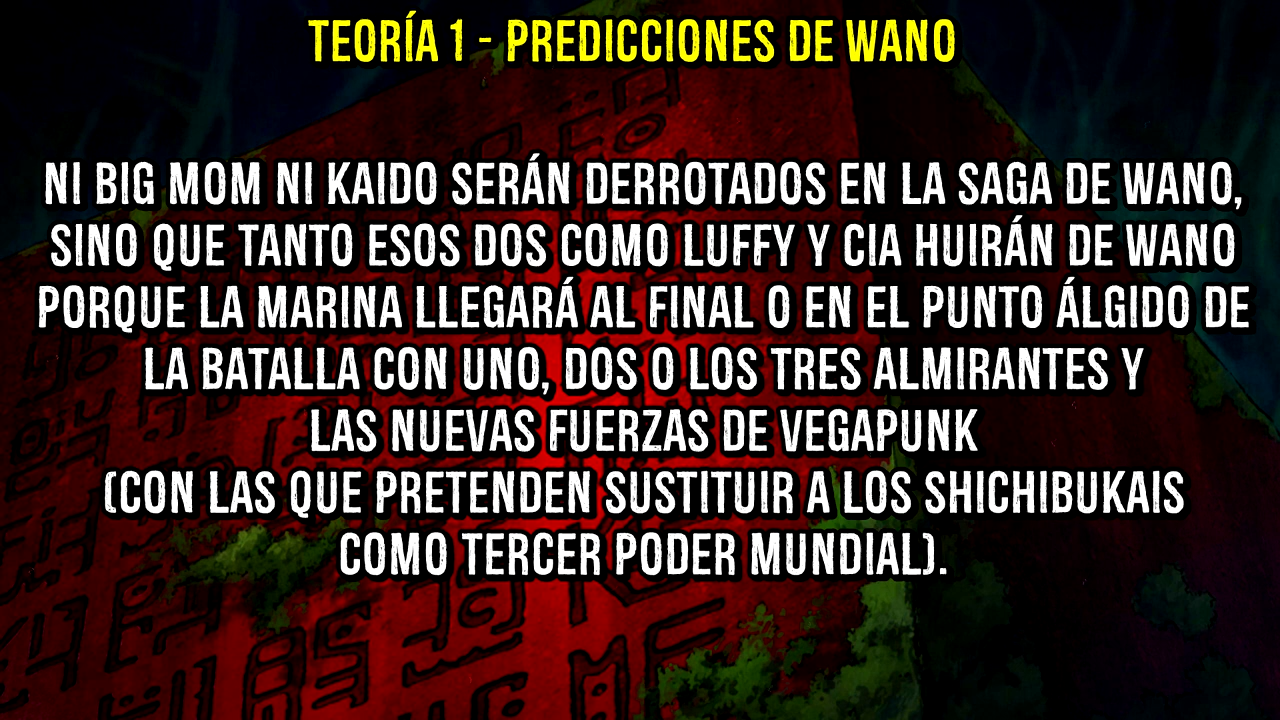 TEORÍA 1 - PREDICCIONES DE WANO
NI BIG MOM NI KAIDO SERÁN DERROTADOS EN LA SAGA DE WANO,
SINO QUE TANTO ESOS DOS COMO LUFFY Y CIA HUIRÁN DE WANO
PORQUE LA MARINA LLEGARÁ AL FINAL O EN EL PUNTO ÁLGIDO DE
LA BATALLA CON UNO, DOS O LOS TRES ALMIRANTES Y
LAS NUEVAS FUERZAS DE VEGAPUNK
(CON LAS QUE PRETENDEN SUSTITUIR A LOS SHICHIBUKAIS
COMO TERCER PODER MUNDIAL).